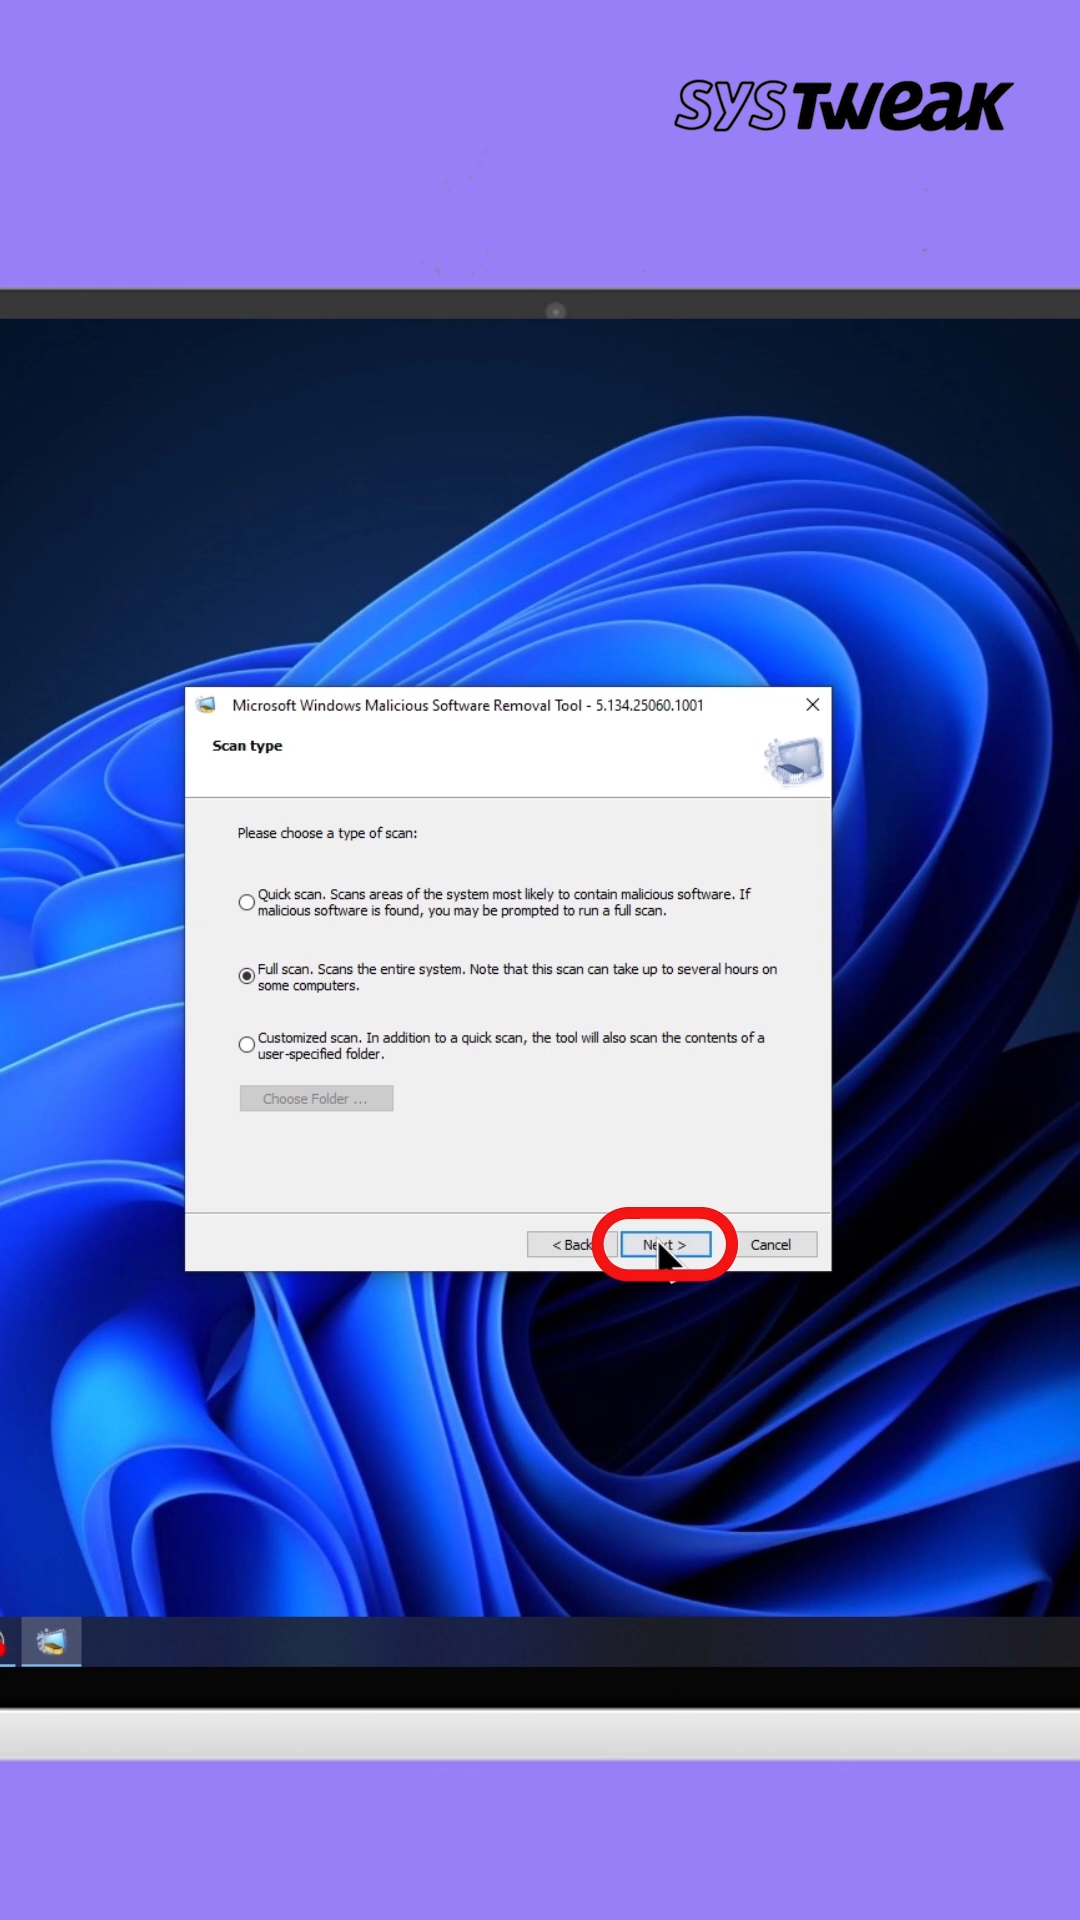 SYSTweak
Microsoft Windows Malicious Software Removal Tool - 5.134.25060.1001
Scan type
Please choose a type of scan:
Quick scan. Scans areas of the system most likely to contain malicious software. If
malicious software is found, you may be prompted to run a full scan.
Full scan. Scans the entire system. Note that this scan can take up to several hours on
some computers.
Customized scan. In addition to a quick scan, the tool will also scan the contents of a
user-specified folder.
Choose Folder ...
< Back
Next >
Cancel